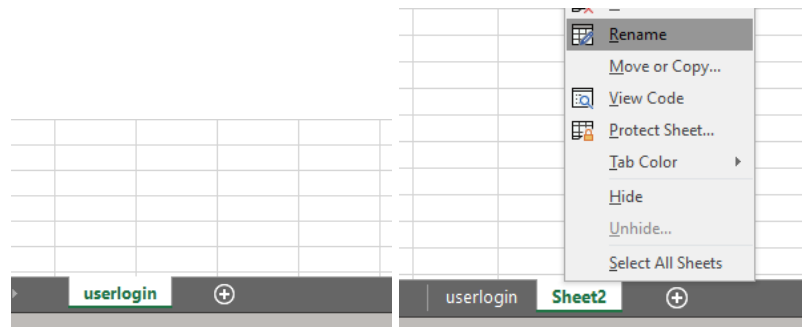 userlogin
Rename
Move or Copy...
View Code
Protect Sheet...
Tab Color
Hide
Unhide...
Select All Sheets
userlogin Sheet2